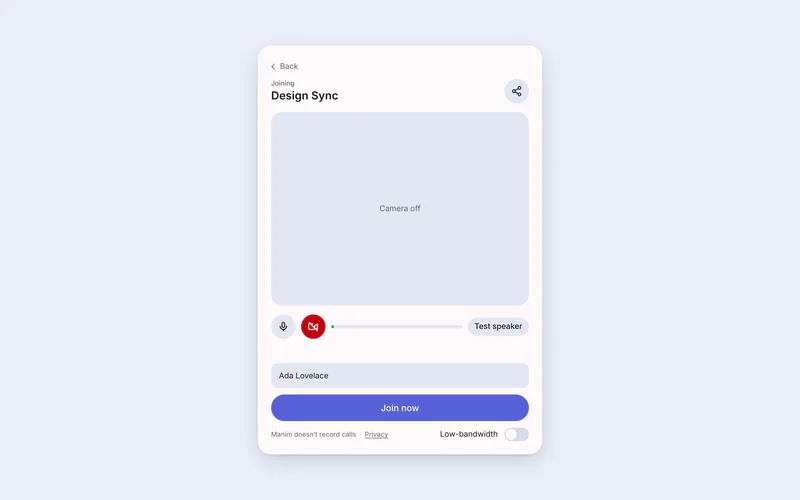 Back
Joining
Design Sync
Camera off
Test speaker
Ada Lovelace
Join now
Manim doesn't record calls · Privacy
Low-bandwidth